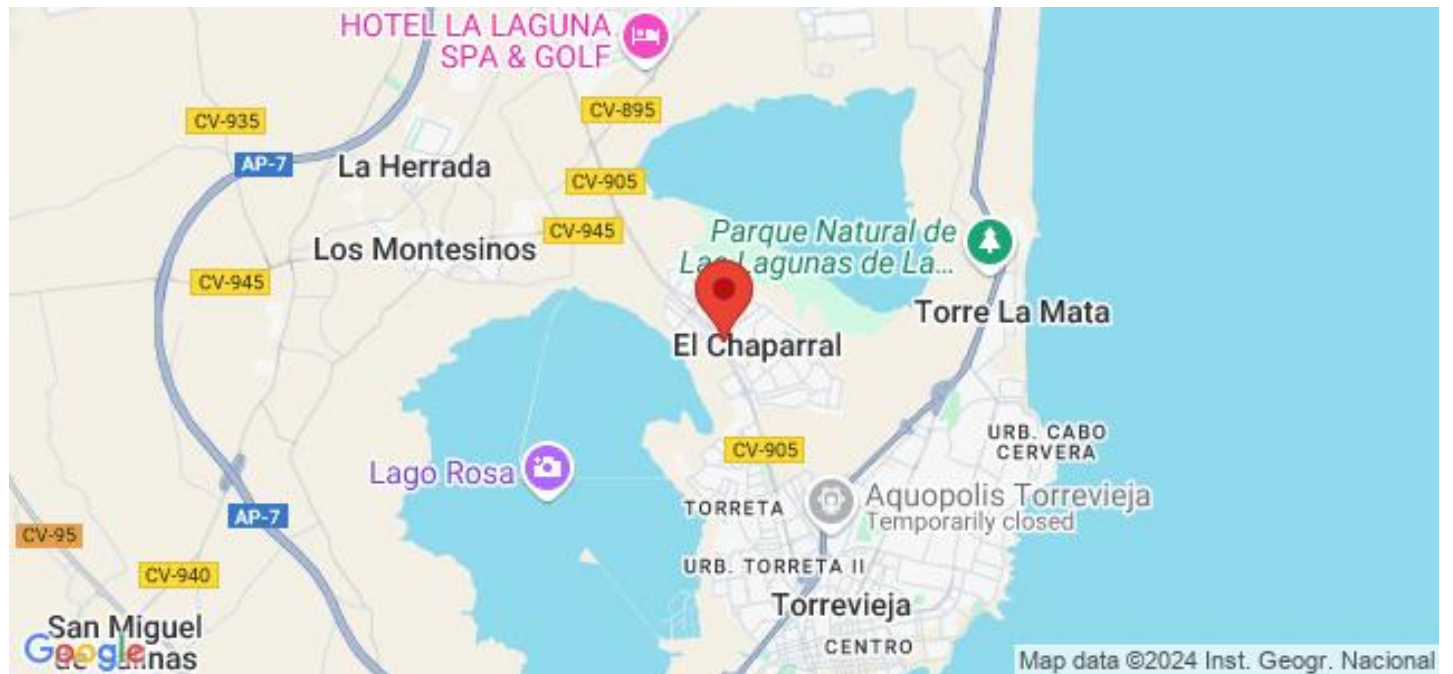 HOTEL LA LAGUNA
SPA & GOLF
CV-895
CV-935
AP-7
La Herrada
CV-905
CV-945
Los Montesinos
Parque Natural de
Las Lagunas de La...
CV-945
Torre La Mata
El Chaparral
URB. CABO
CERVERA
CV-905
Lago Rosa
TORRETA
Aquopolis Torrevieja
Temporarily closed
AP-7
CV-95
URB. TORRETA II
CV-940
Torrevieja
San Miguel
de Salinas
CENTRO
Google
Map data ©2024 Inst. Geogr. Nacional